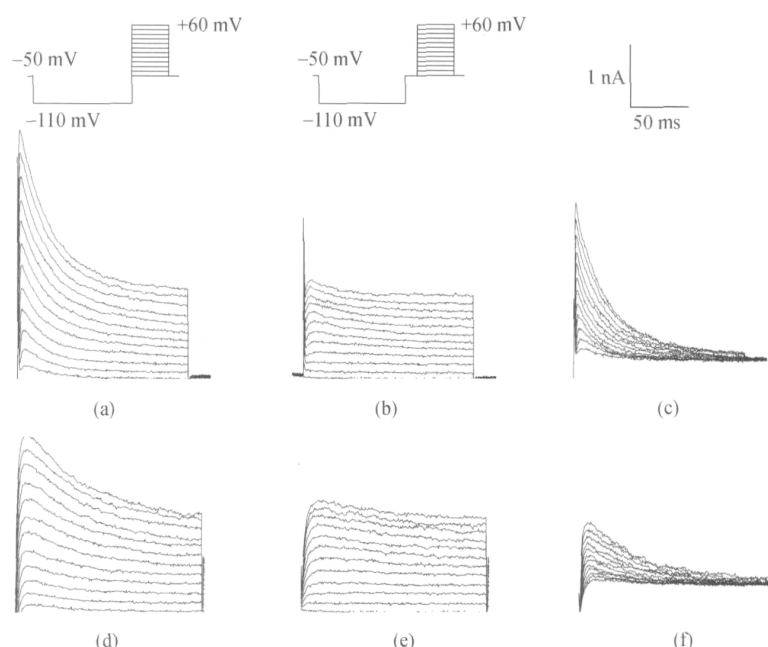 +60 mV
+60 mV
−50 mV
−50 mV
1 nA
−110 mV
−110 mV
50 ms
(a)
(b)
(c)
(d)
(e)
(f)